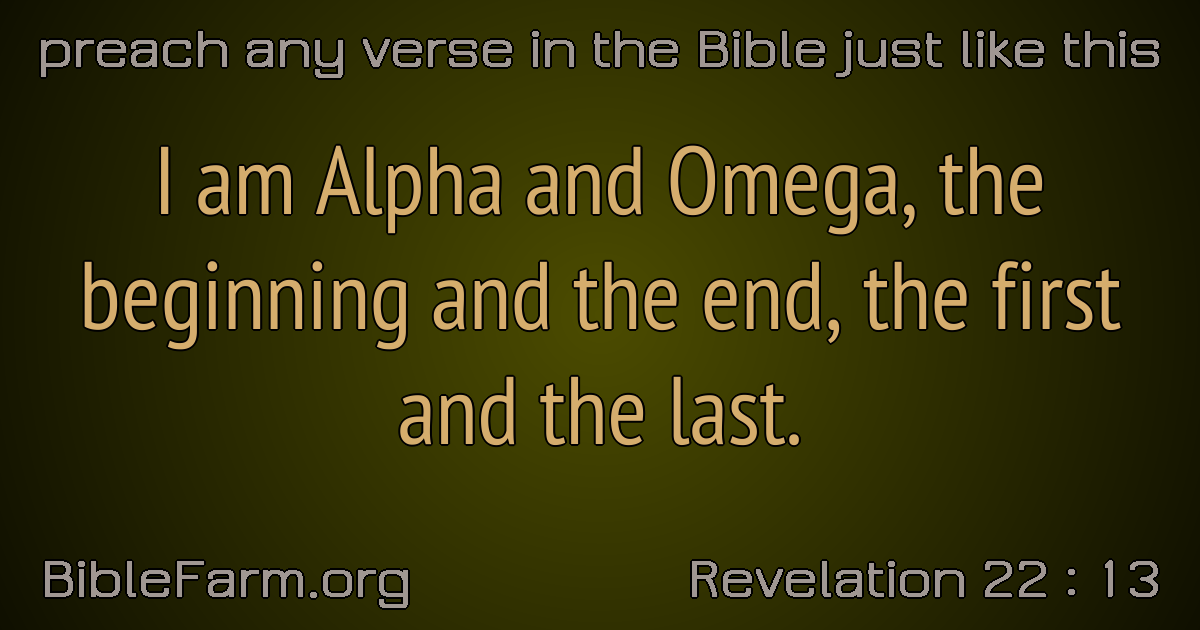 preach any verse in the Bible just like this
I am Alpha and Omega, the
beginning and the end, the first
and the last.
BibleFarm.org
Revelation 22 : 13